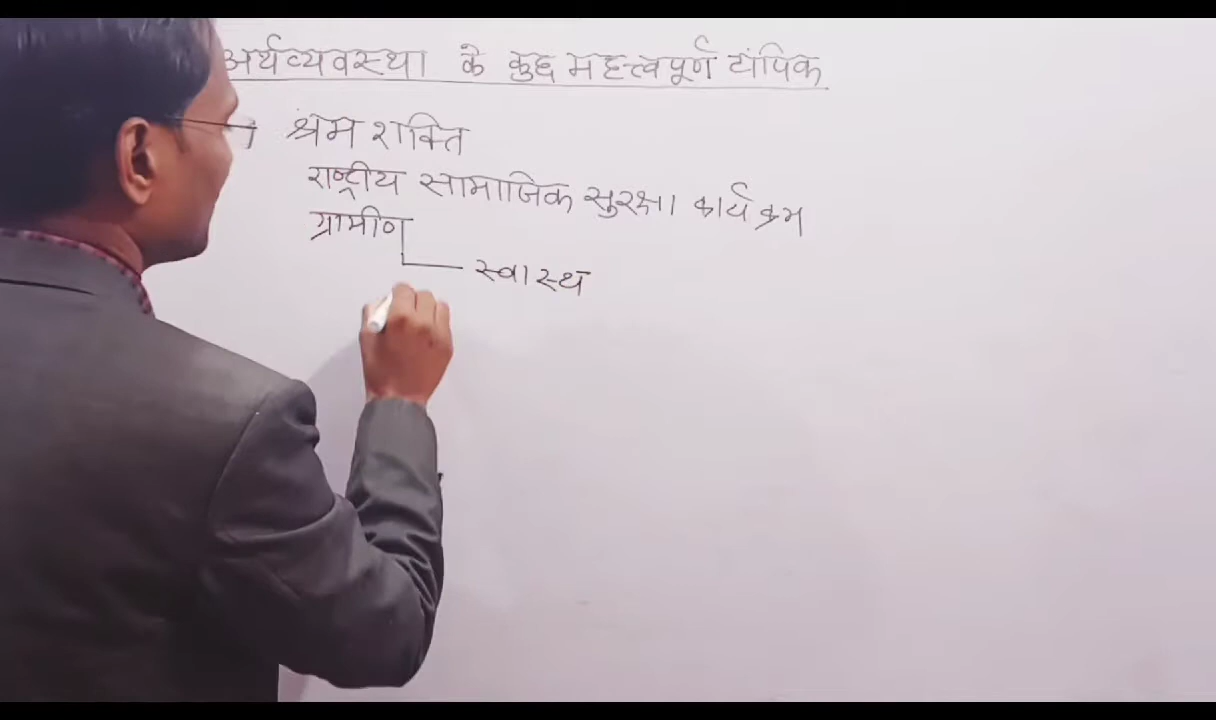 अर्थव्यवस्था के कुछ महत्त्वपूर्ण टॉपिक
श्रम शक्ति
राष्ट्रीय सामाजिक सुरक्षा कार्यक्रम
ग्रामीण
स्वास्थ